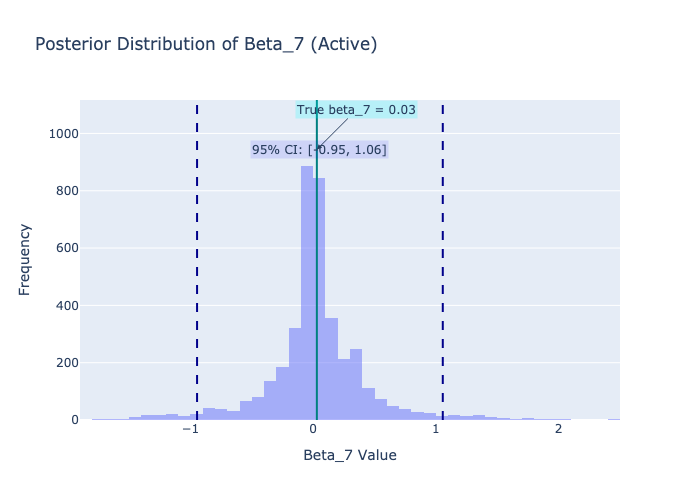 Posterior Distribution of Beta_7 (Active)
True beta_7 = 0.03
95% CI: [-0.95, 1.06]
1000
800
600
400
200
0
Frequency
−1
0
1
2
Beta_7 Value